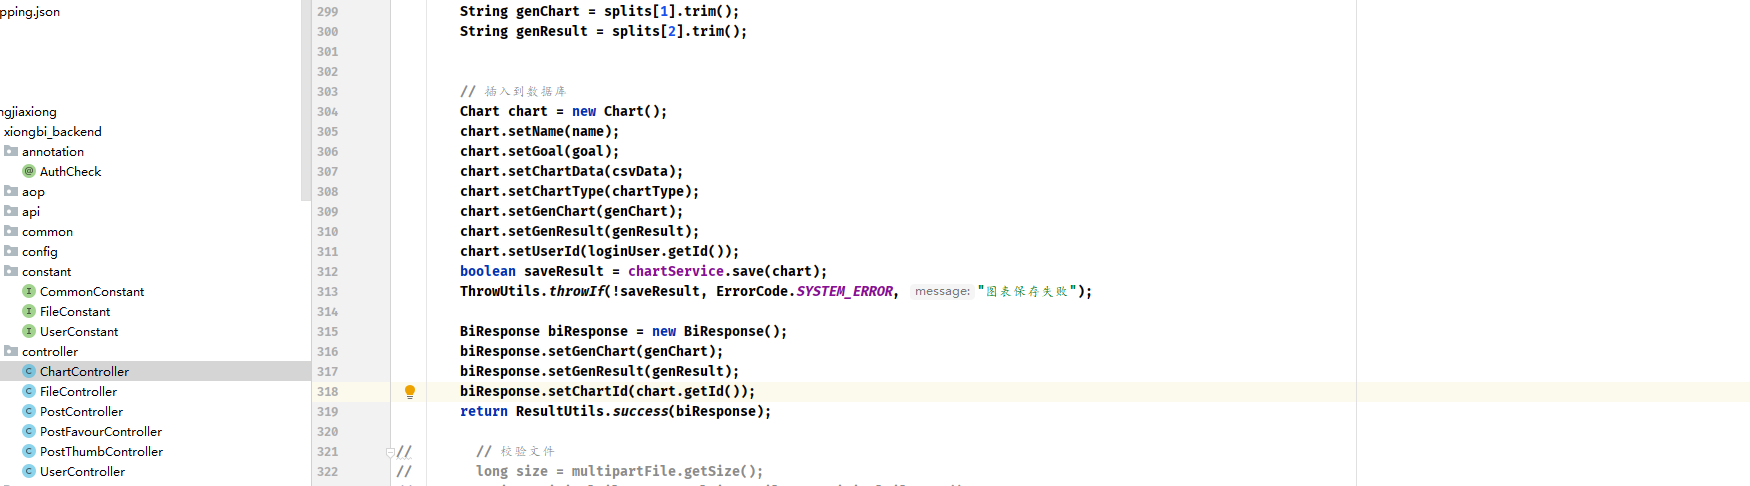 pping.json
ngjiaxiong
xiongbi_backend
annotation
@ AuthCheck
aop
api
common
config
constant
I CommonConstant
I FileConstant
I UserConstant
controller
C ChartController
C FileController
C PostController
C PostFavourController
C PostThumbController
C UserController
299 String genChart = splits[1].trim();
300 String genResult = splits[2].trim();
301
302
303 // 插入到数据库
304 Chart chart = new Chart();
305 chart.setName(name);
306 chart.setGoal(goal);
307 chart.setChartData(csvData);
308 chart.setChartType(chartType);
309 chart.setGenChart(genChart);
310 chart.setGenResult(genResult);
311 chart.setUserId(loginUser.getId());
312 boolean saveResult = chartService.save(chart);
313 ThrowUtils.throwIf(!saveResult, ErrorCode.SYSTEM_ERROR, message: "图表保存失败");
314
315 BiResponse biResponse = new BiResponse();
316 biResponse.setGenChart(genChart);
317 biResponse.setGenResult(genResult);
318 biResponse.setChartId(chart.getId());
319 return ResultUtils.success(biResponse);
320
321 // // 校验文件
322 // long size = multipartFile.getSize();